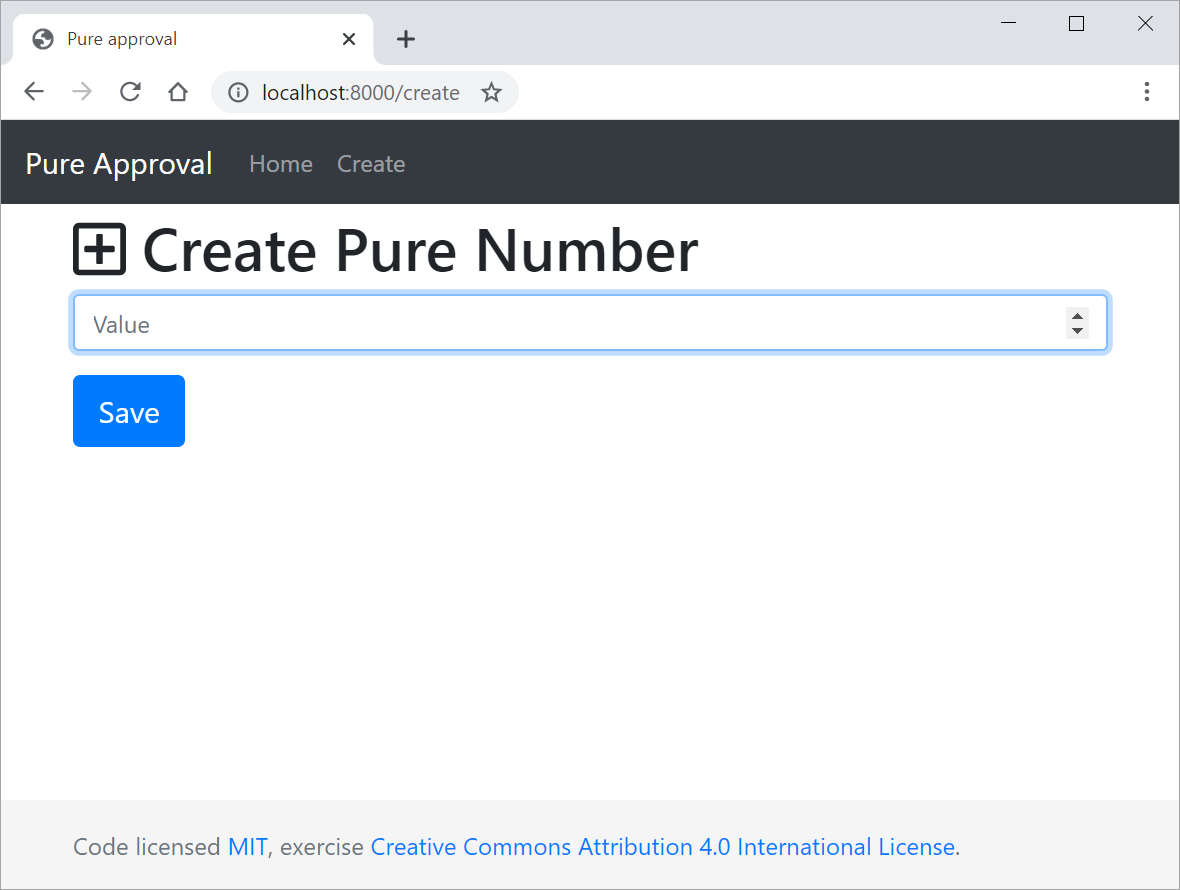 Pure approval
localhost:8000/create
Pure Approval Home Create
Create Pure Number
Value
Save
Code licensed MIT, exercise Creative Commons Attribution 4.0 International License.